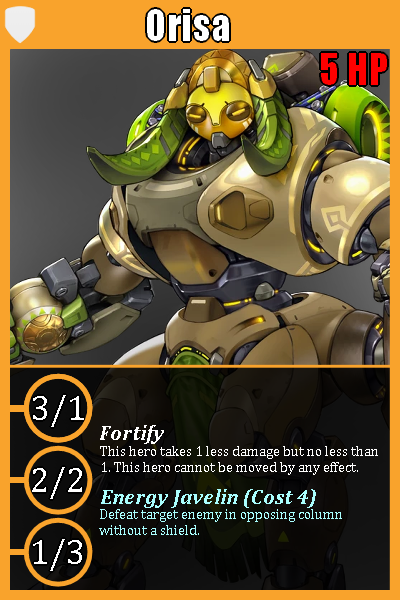 Orisa
5 HP
3/1
Fortify
This hero takes 1 less damage but no less than
1. This hero cannot be moved by any effect.
2/2
Energy Javelin (Cost 4)
Defeat target enemy in opposing column
without a shield.
1/3